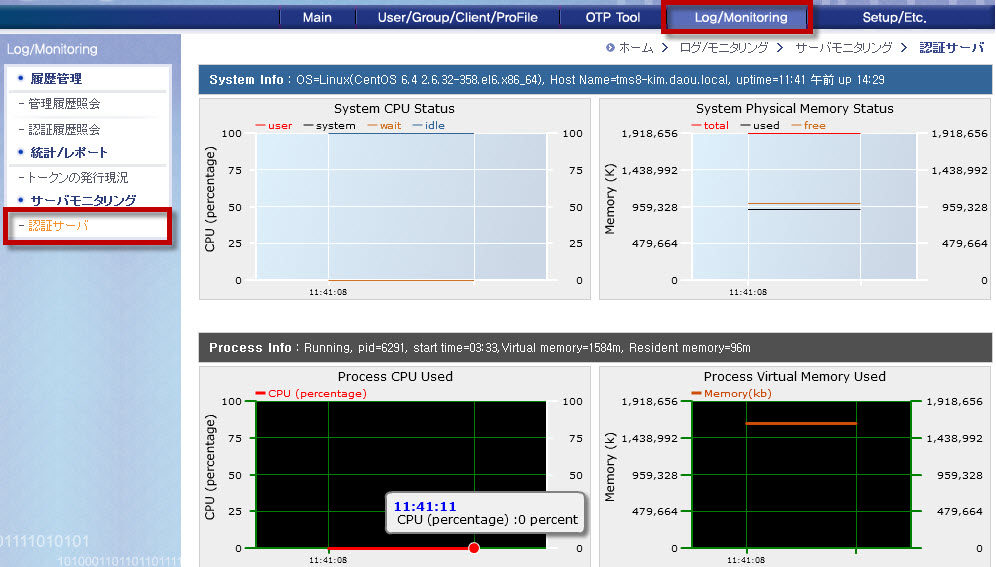 Main User/Group/Client/ProFile OTP Tool Log/Monitoring Setup/Etc.
Log/Monitoring
ホーム > ログ/モニタリング > サーバモニタリング > 認証サーバ
履歴管理
- 管理履歴照会
- 認証履歴照会
統計/レポート
- トークンの発行現況
サーバモニタリング
- 認証サーバ
System Info : OS=Linux(CentOS 6.4 2.6.32-358.el6.x86_64), Host Name=tms8-kim.daou.local, uptime=11:41 午前 up 14:29
System CPU Status
user system wait idle
CPU (percentage)
100 100
75 75
50 50
25 25
0 0
11:41:08
System Physical Memory Status
total used free
Memory (K)
1,918,656 1,918,656
1,438,992 1,438,992
959,328 959,328
479,664 479,664
0 0
11:41:08
Process Info : Running, pid=6291, start time=03:33,Virtual memory=1584m, Resident memory=96m
Process CPU Used
CPU (percentage)
CPU (percentage)
100 100
75 75
50 50
25 25
0 0
11:41:11
CPU (percentage) :0 percent
11:41:08
Process Virtual Memory Used
Memory(kb)
Memory (k)
1,918,656 1,918,656
1,438,992 1,438,992
959,328 959,328
479,664 479,664
0 0
11:41:08
01111010101